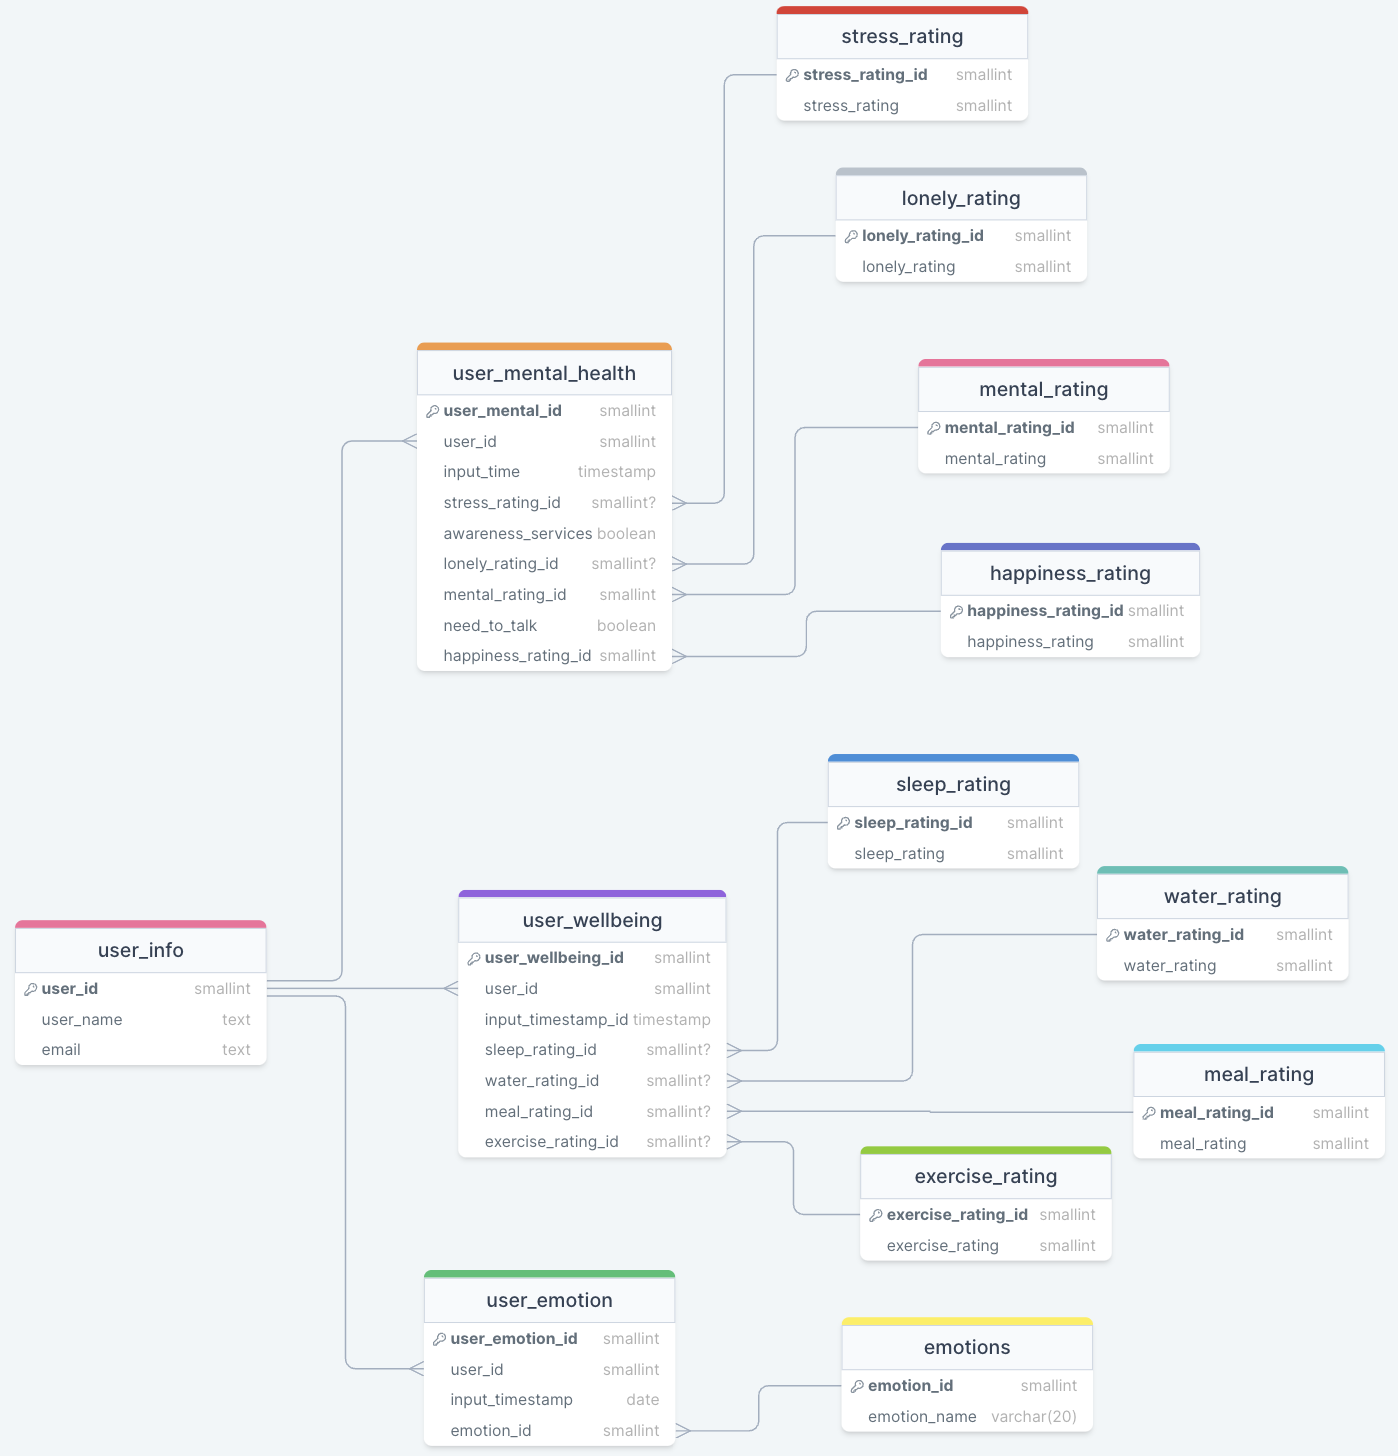 stress_rating
stress_rating_id smallint
stress_rating smallint
lonely_rating
lonely_rating_id smallint
lonely_rating smallint
user_mental_health
user_mental_id smallint
user_id smallint
input_time timestamp
stress_rating_id smallint?
awareness_services boolean
lonely_rating_id smallint?
mental_rating_id smallint
need_to_talk boolean
happiness_rating_id smallint
mental_rating
mental_rating_id smallint
mental_rating smallint
happiness_rating
happiness_rating_id smallint
happiness_rating smallint
sleep_rating
sleep_rating_id smallint
sleep_rating smallint
water_rating
water_rating_id smallint
water_rating smallint
user_info
user_id smallint
user_name text
email text
user_wellbeing
user_wellbeing_id smallint
user_id smallint
input_timestamp_id timestamp
sleep_rating_id smallint?
water_rating_id smallint?
meal_rating_id smallint?
exercise_rating_id smallint?
meal_rating
meal_rating_id smallint
meal_rating smallint
exercise_rating
exercise_rating_id smallint
exercise_rating smallint
user_emotion
user_emotion_id smallint
user_id smallint
input_timestamp date
emotion_id smallint
emotions
emotion_id smallint
emotion_name varchar(20)